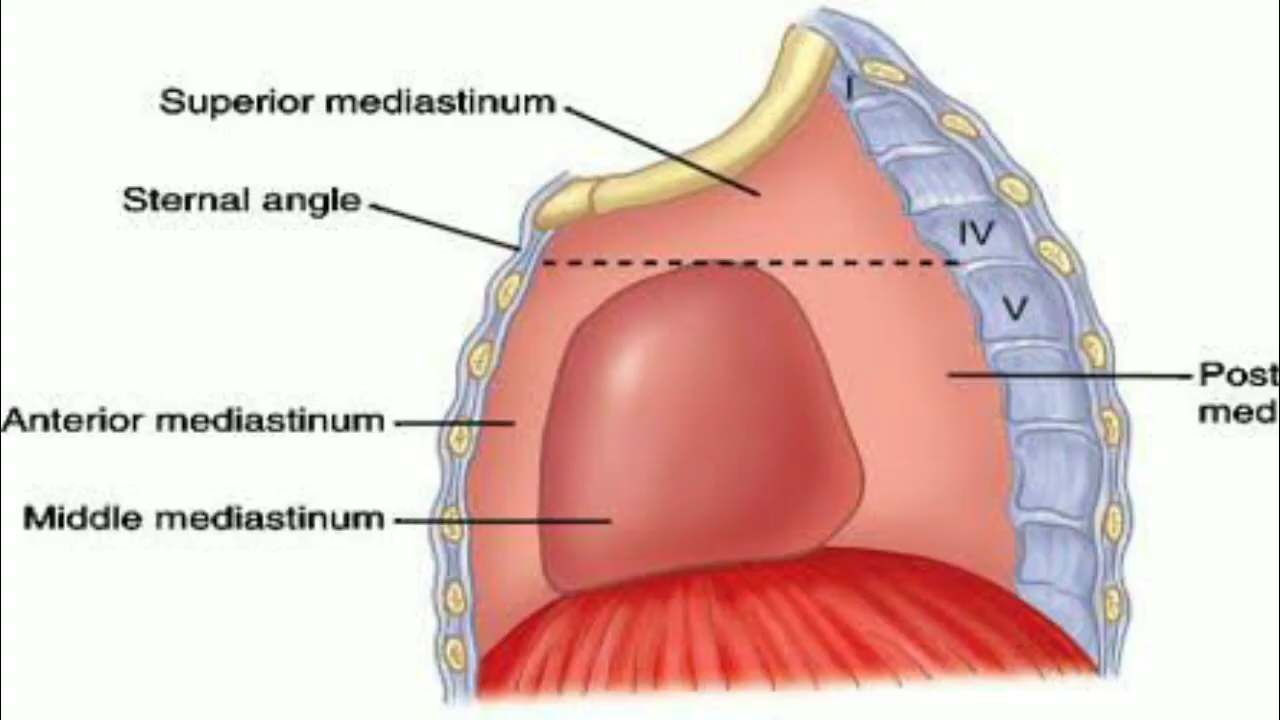 Superior mediastinum
I
Sternal angle
IV
V
Post
med
Anterior mediastinum
Middle mediastinum